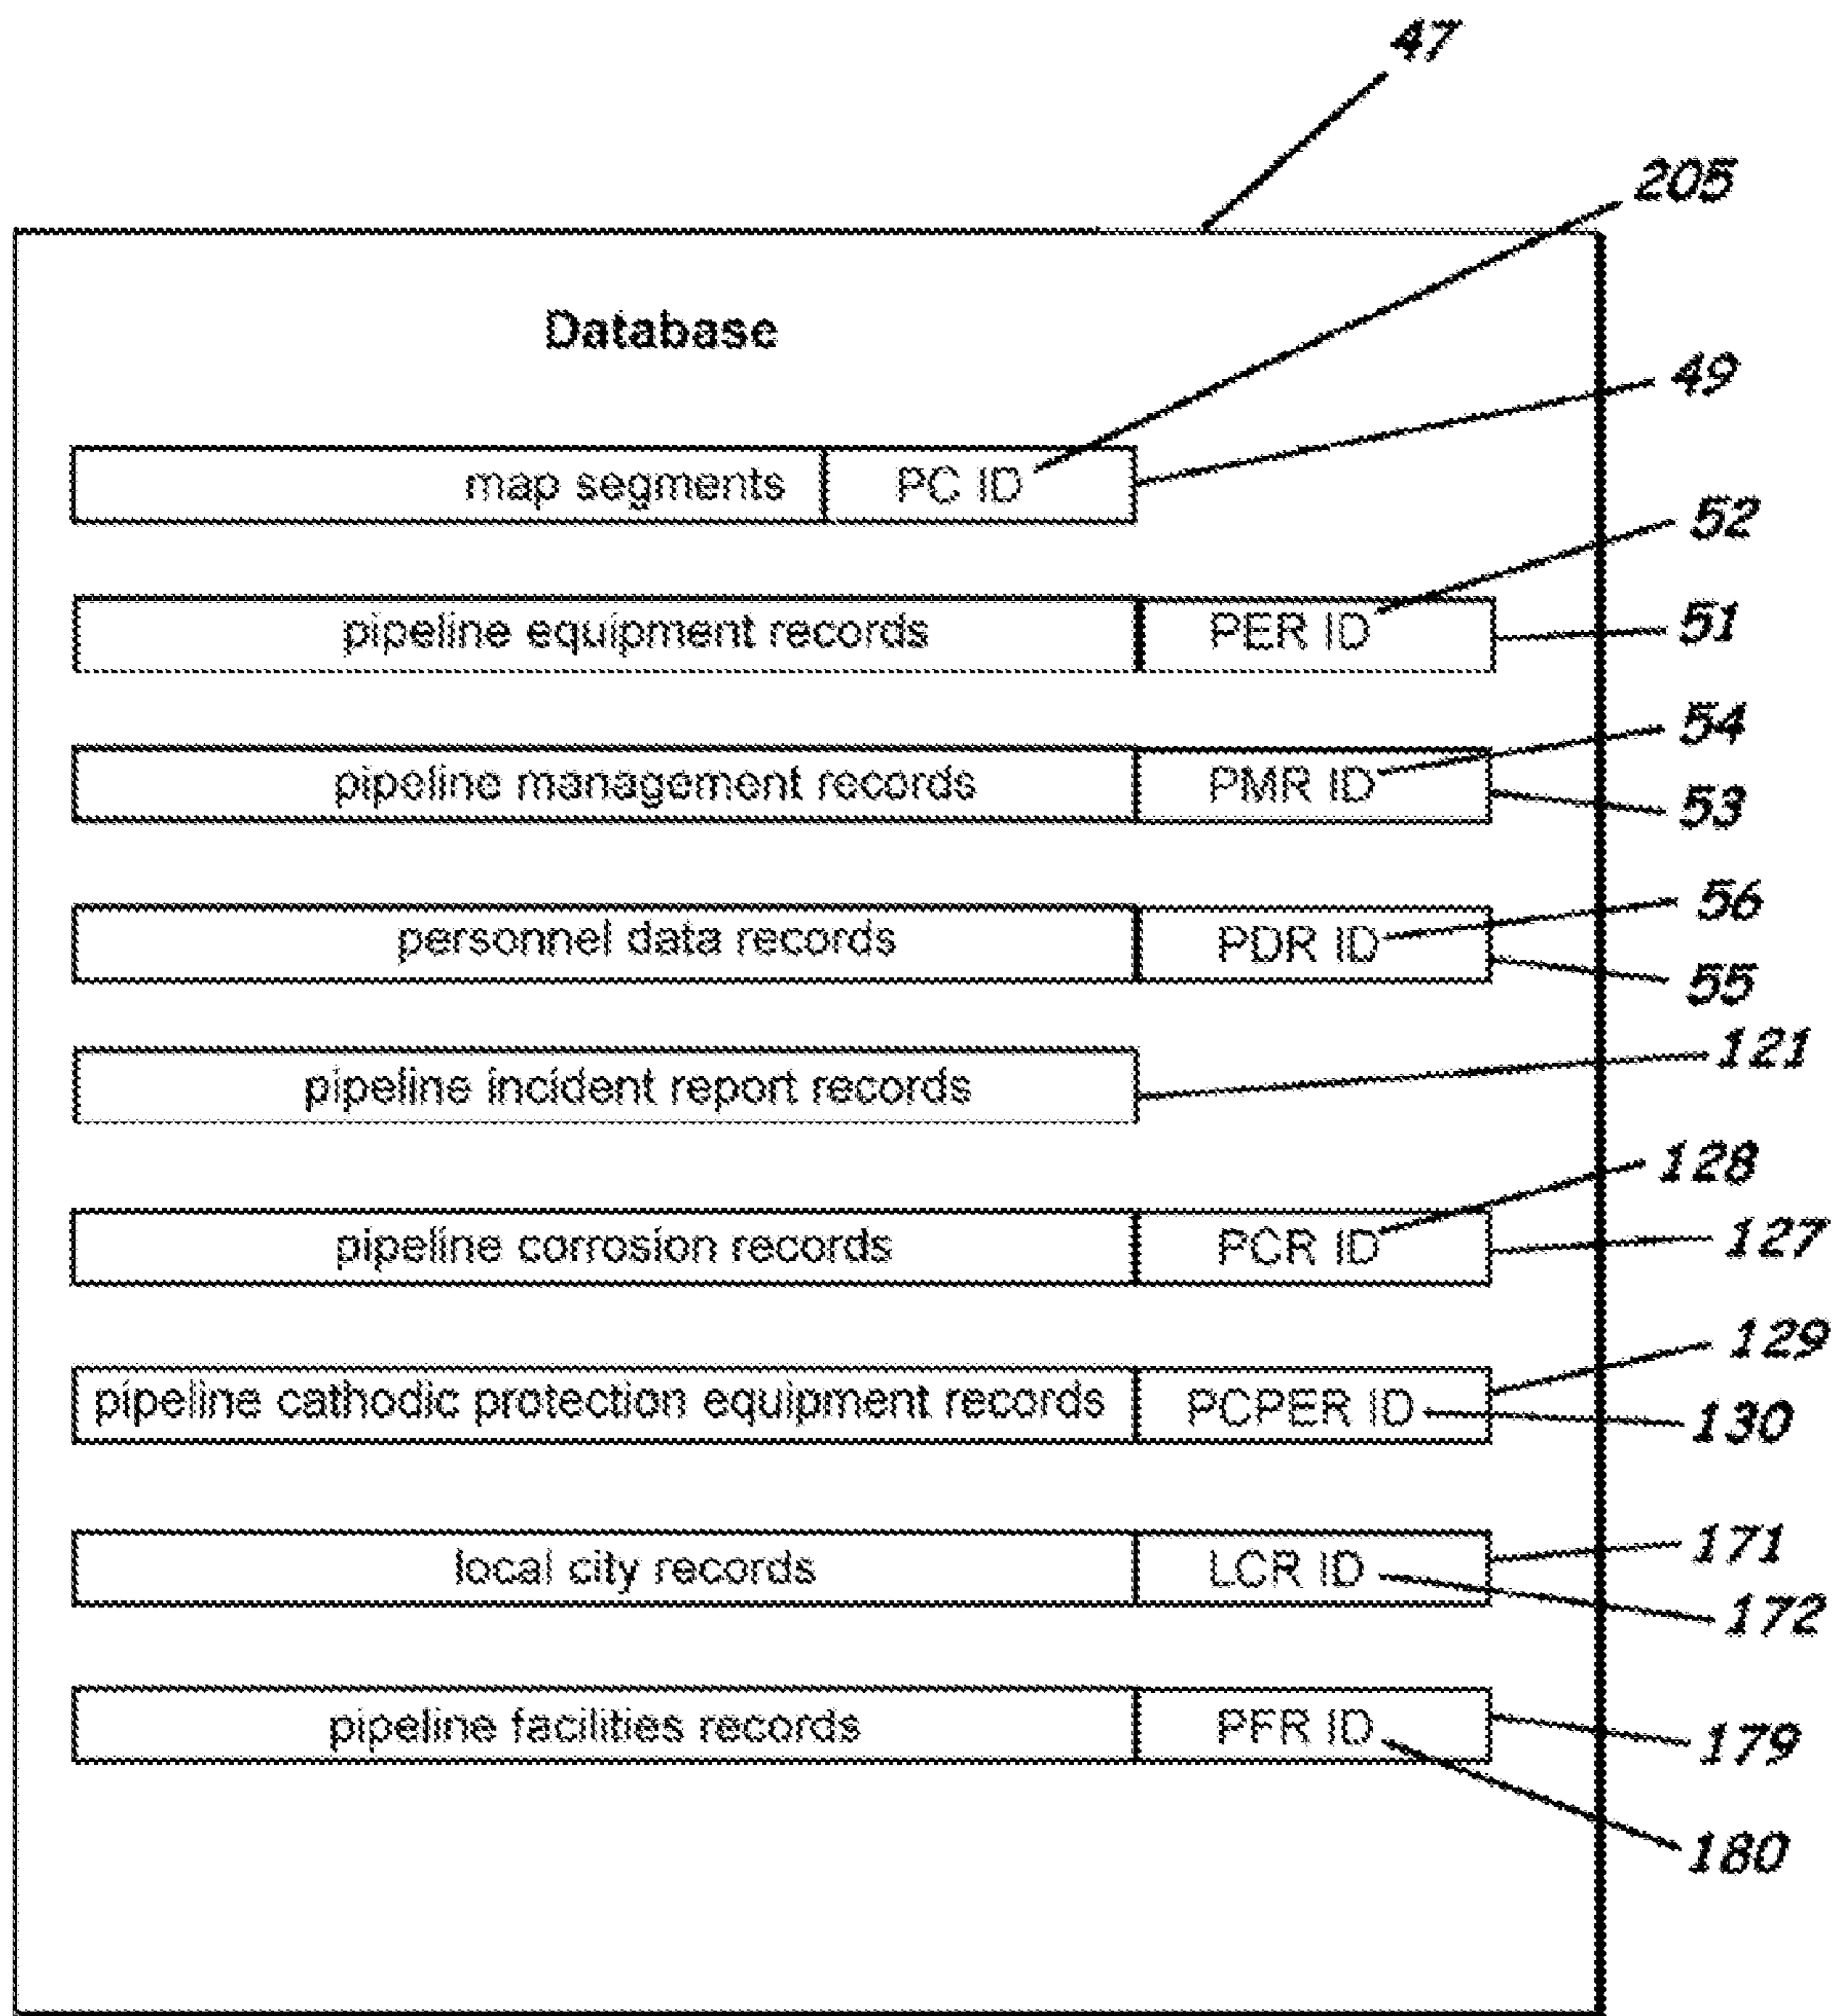 47
205
Database
49
map segments PC ID
52
pipeline equipment records PER ID 51
54
pipeline management records PMR ID 53
56
personnel data records PDR ID
55
121
pipeline incident report records
128
pipeline corrosion records PCR ID 127
129
pipeline cathodic protection equipment records PCPER ID 130
171
local city records LCR ID
172
pipeline facilities records PFR ID 179
180